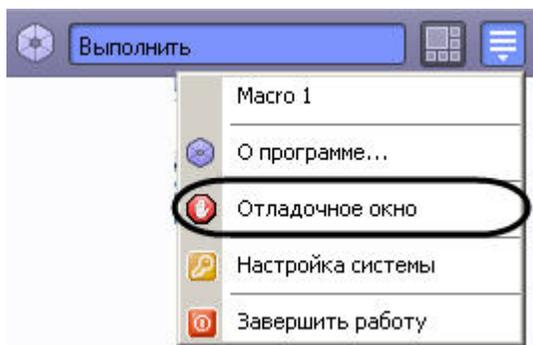 Выполнить
Macro 1
О программе...
Отладочное окно
Настройка системы
Завершить работу